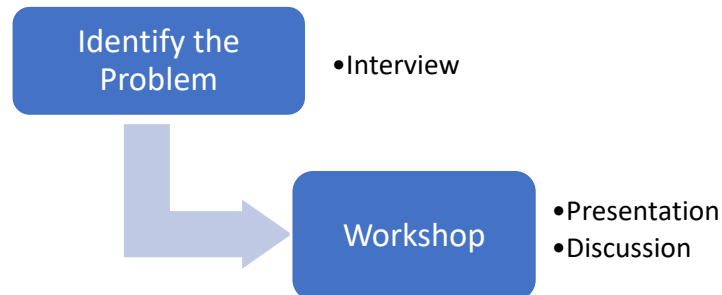 Identify the
Problem
•Interview
Workshop
•Presentation
•Discussion